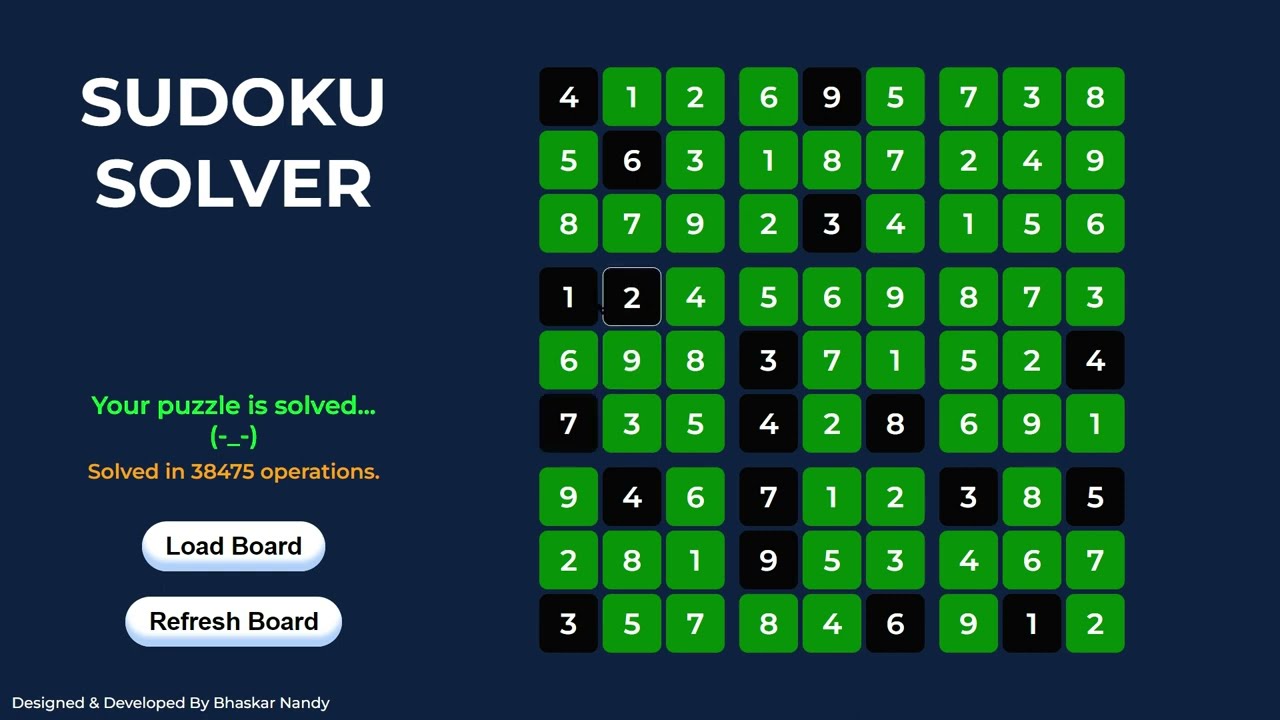 SUDOKU
SOLVER
Your puzzle is solved...
(-_-)
Solved in 38475 operations.
Load Board
Refresh Board
4 1 2 6 9 5 7 3 8
5 6 3 1 8 7 2 4 9
8 7 9 2 3 4 1 5 6
1 2 4 5 6 9 8 7 3
6 9 8 3 7 1 5 2 4
7 3 5 4 2 8 6 9 1
9 4 6 7 1 2 3 8 5
2 8 1 9 5 3 4 6 7
3 5 7 8 4 6 9 1 2
Designed & Developed By Bhaskar Nandy